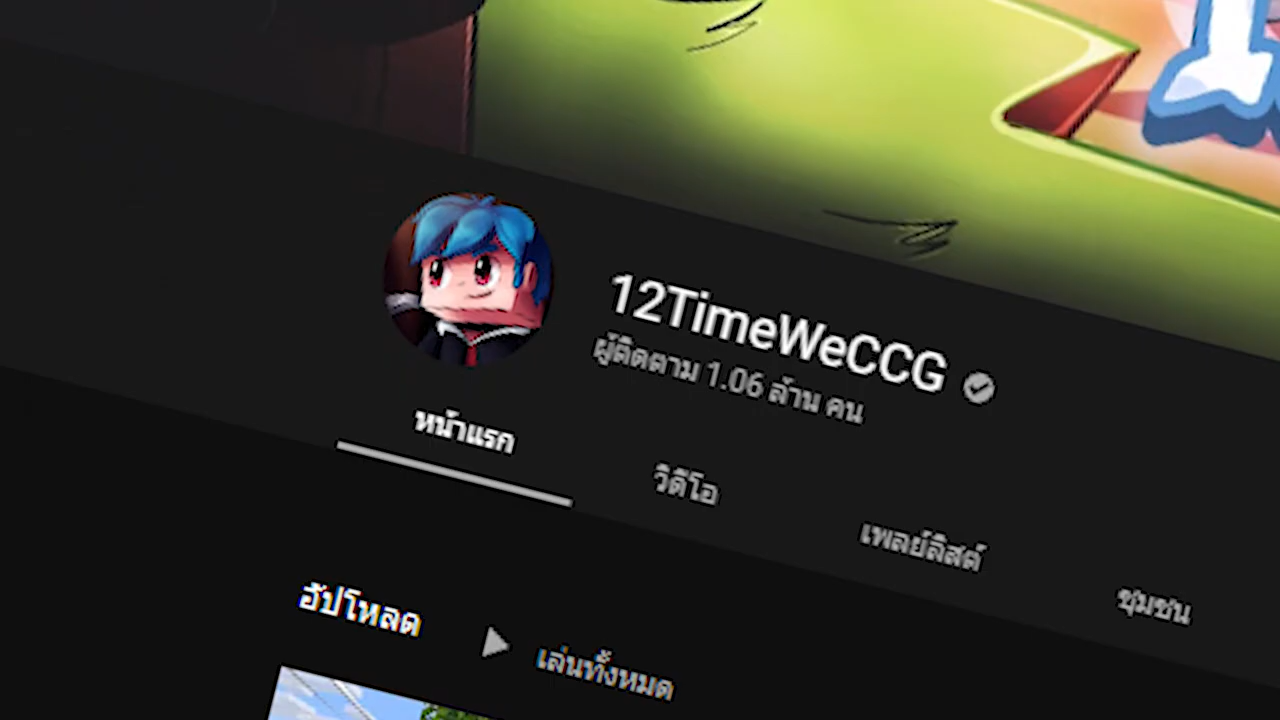 12TimeWeCCG
ผู้ติดตาม 1.06 ล้าน คน
หน้าแรก
วิดีโอ
เพลย์ลิสต์
ชุมชน
อัปโหลด
เล่นทั้งหมด